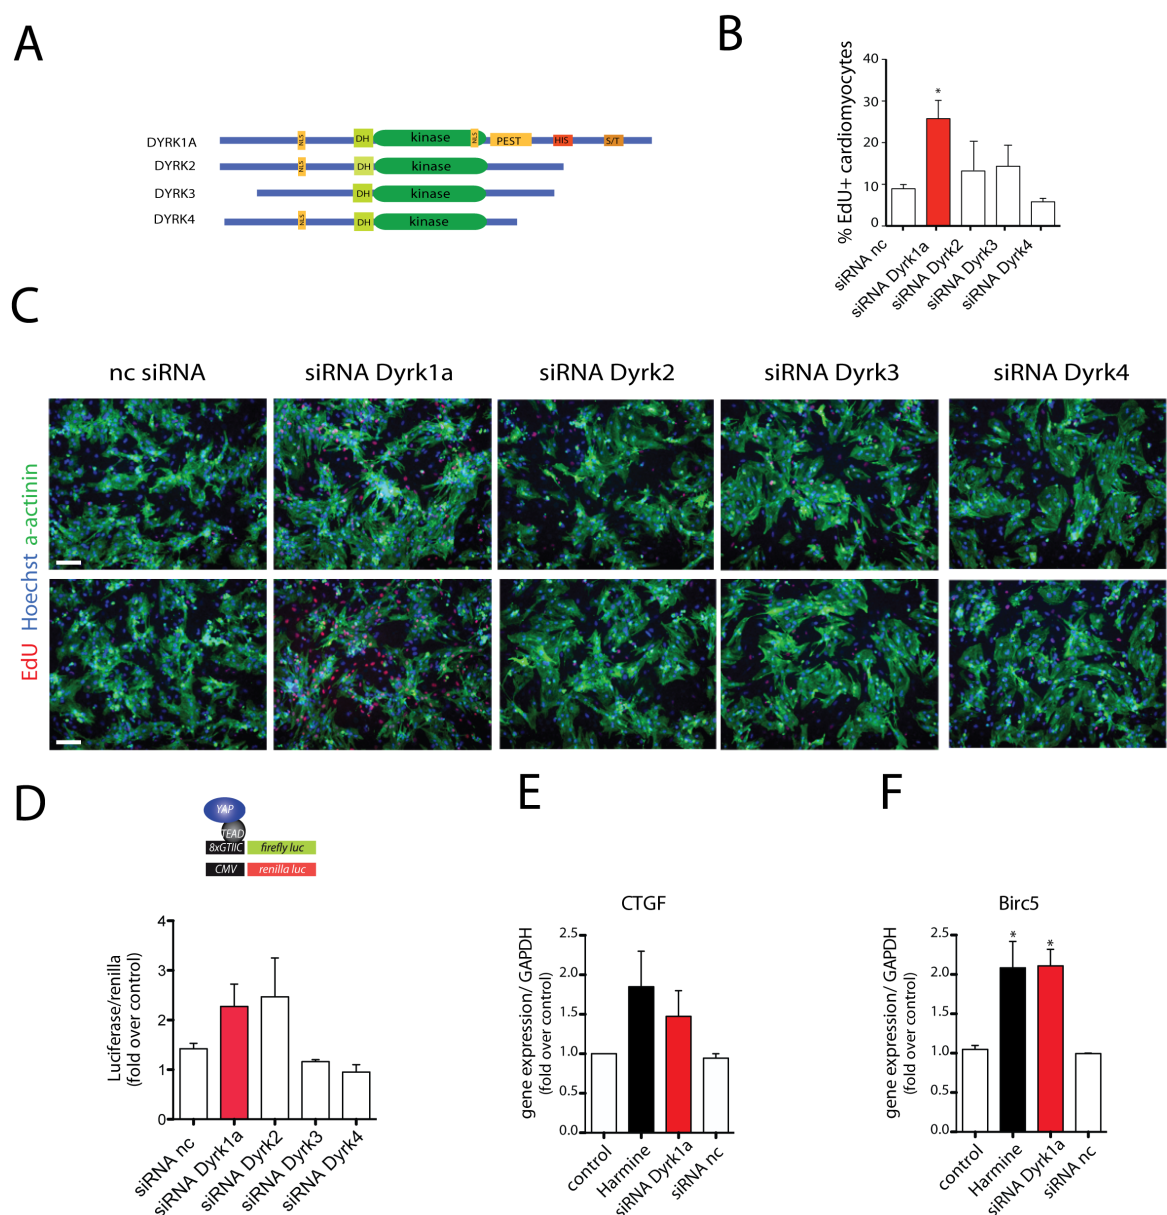 A
DYRK1A
NLS
DH
kinase
NLS
PEST
HIS
S/T
DYRK2
NLS
DH
kinase
DYRK3
DH
kinase
DYRK4
NLS
DH
kinase
B
% EdU+ cardiomyocytes
40
30
20
10
0
*
siRNA nc
siRNA Dyrk1a
siRNA Dyrk2
siRNA Dyrk3
siRNA Dyrk4
C
nc siRNA
siRNA Dyrk1a
siRNA Dyrk2
siRNA Dyrk3
siRNA Dyrk4
EdU Hoechst a-actinin
D
YAP
TEAD
8xGTIIC
firefly luc
CMV
renilla luc
Luciferase/renilla
(fold over control)
4
3
2
1
0
siRNA nc
siRNA Dyrk1a
siRNA Dyrk2
siRNA Dyrk3
siRNA Dyrk4
E
CTGF
gene expression/ GAPDH
(fold over control)
2.5
2.0
1.5
1.0
0.5
0.0
control
Harmine
siRNA Dyrk1a
siRNA nc
F
Birc5
gene expression/ GAPDH
(fold over control)
2.5
2.0
1.5
1.0
0.5
0.0
*
*
control
Harmine
siRNA Dyrk1a
siRNA nc